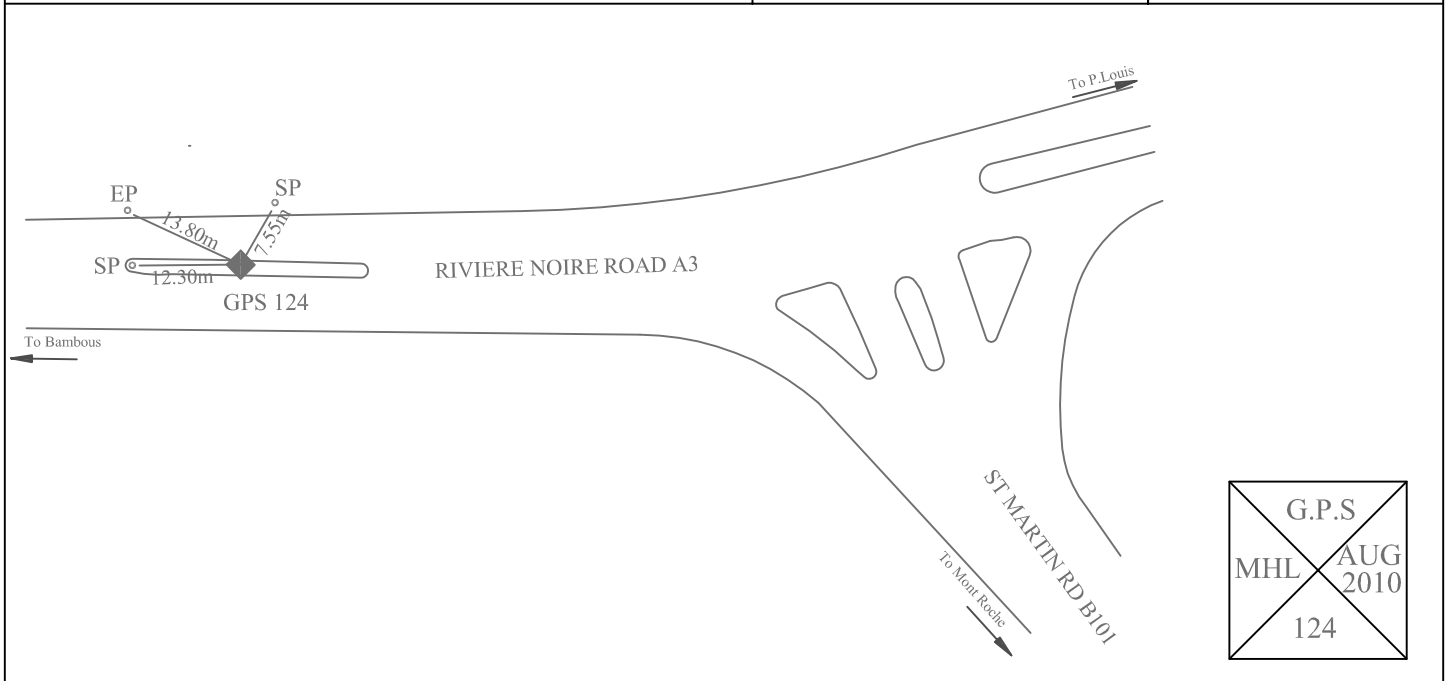 To P.Louis
EP
SP
13.80m
7.55m
SP
12.30m
GPS 124
RIVIERE NOIRE ROAD A3
To Bambous
ST MARTIN RD B101
To Mont Roche
G.P.S
MHL
AUG
2010
124